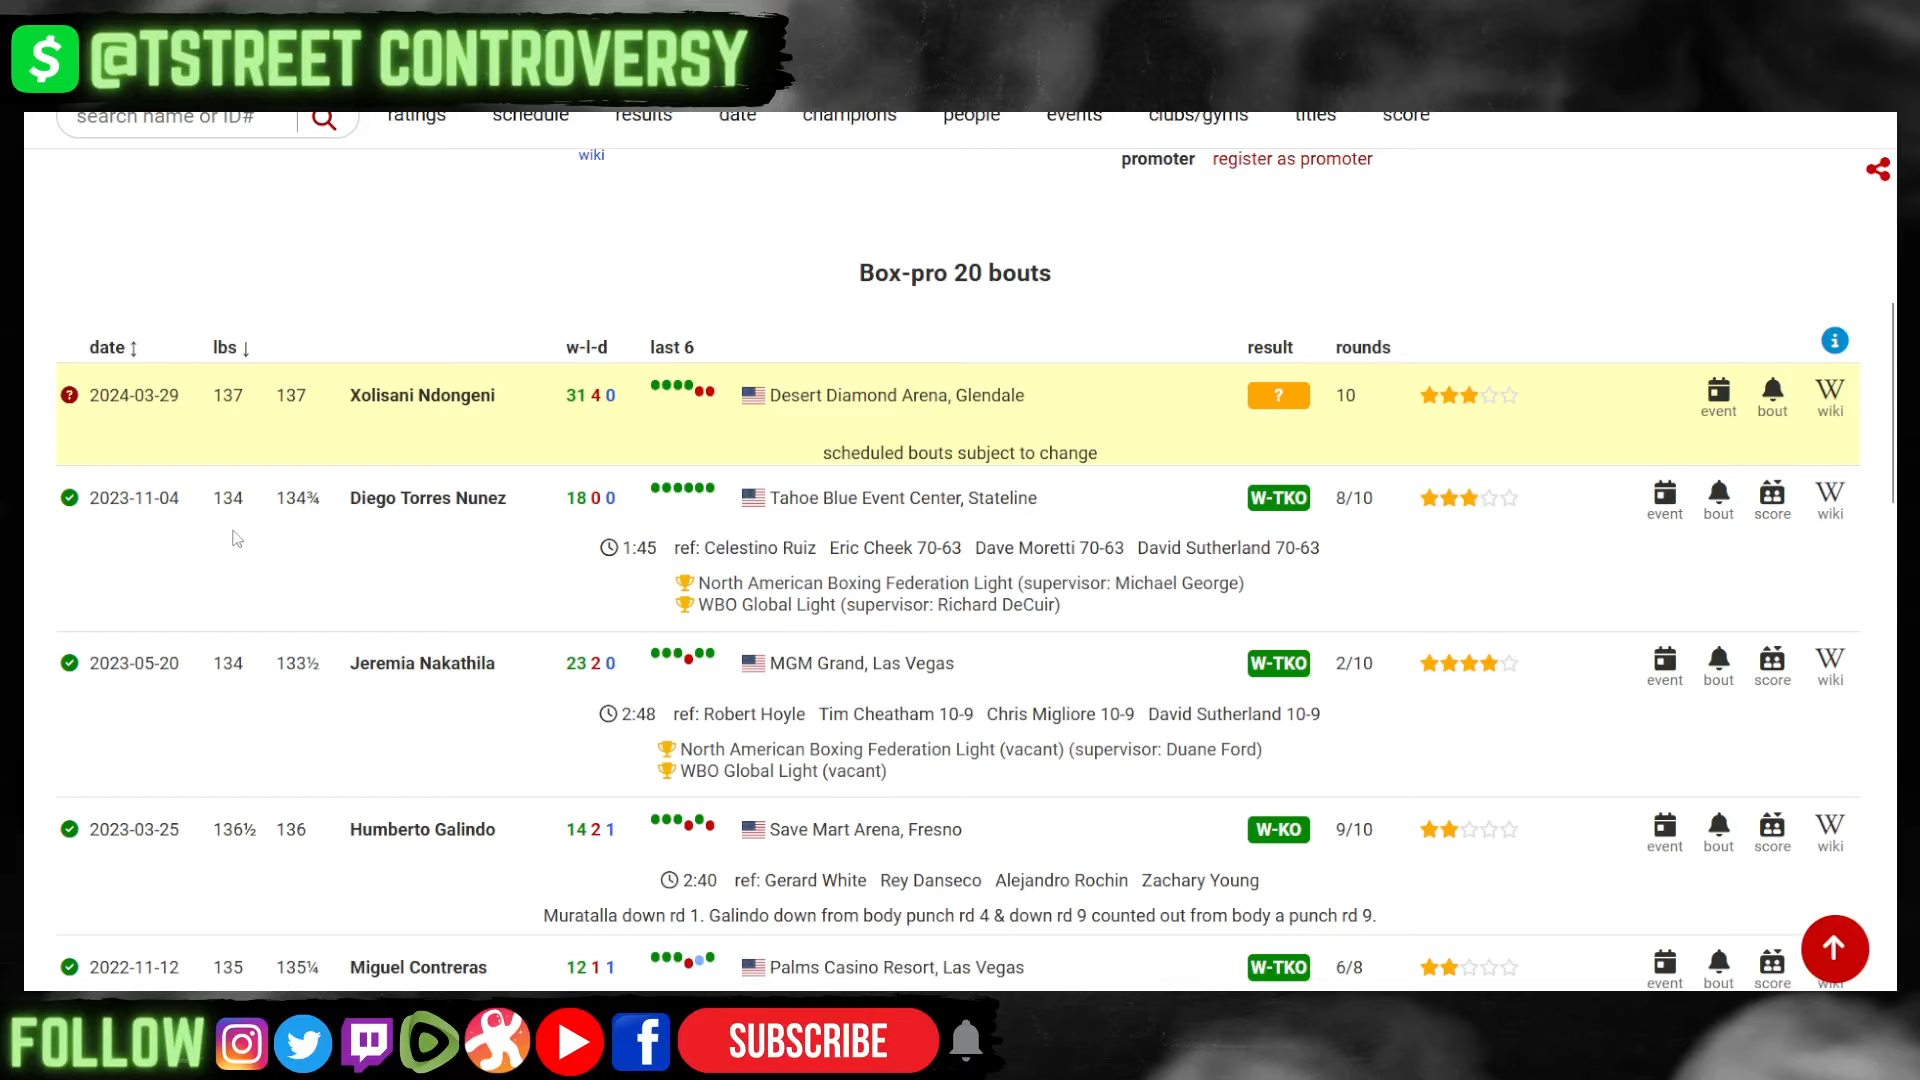 $ @TSTREET CONTROVERSY
search name or ID# ratings schedule results date champions people events clubs/gyms titles score
wiki promoter register as promoter
Box-pro 20 bouts
date lbs w-l-d last 6 result rounds
2024-03-29 137 137 Xolisani Ndongeni 31 4 0 Desert Diamond Arena, Glendale ? 10 event bout wiki
scheduled bouts subject to change
2023-11-04 134 134¾ Diego Torres Nunez 18 0 0 Tahoe Blue Event Center, Stateline W-TKO 8/10 event bout score wiki
1:45 ref: Celestino Ruiz Eric Cheek 70-63 Dave Moretti 70-63 David Sutherland 70-63
North American Boxing Federation Light (supervisor: Michael George)
WBO Global Light (supervisor: Richard DeCuir)
2023-05-20 134 133½ Jeremia Nakathila 23 2 0 MGM Grand, Las Vegas W-TKO 2/10 event bout score wiki
2:48 ref: Robert Hoyle Tim Cheatham 10-9 Chris Migliore 10-9 David Sutherland 10-9
North American Boxing Federation Light (vacant) (supervisor: Duane Ford)
WBO Global Light (vacant)
2023-03-25 136½ 136 Humberto Galindo 14 2 1 Save Mart Arena, Fresno W-KO 9/10 event bout score wiki
2:40 ref: Gerard White Rey Danseco Alejandro Rochin Zachary Young
Muratalla down rd 1. Galindo down from body punch rd 4 & down rd 9 counted out from body a punch rd 9.
2022-11-12 135 135¼ Miguel Contreras 12 1 1 Palms Casino Resort, Las Vegas W-TKO 6/8 event bout score wiki
FOLLOW SUBSCRIBE